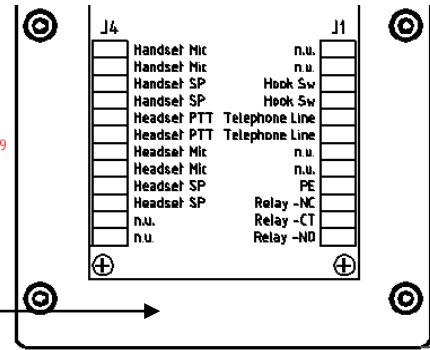 J4 J1
Handset Mic n.u.
Handset Mic n.u.
Handset SP Hook Sw
Handset SP Hook Sw
Headset PTT Telephone Line
Headset PTT Telephone Line
Headset Mic n.u.
Headset Mic n.u.
Headset SP PE
Headset SP Relay -NC
n.u. Relay -CT
n.u. Relay -NO
9